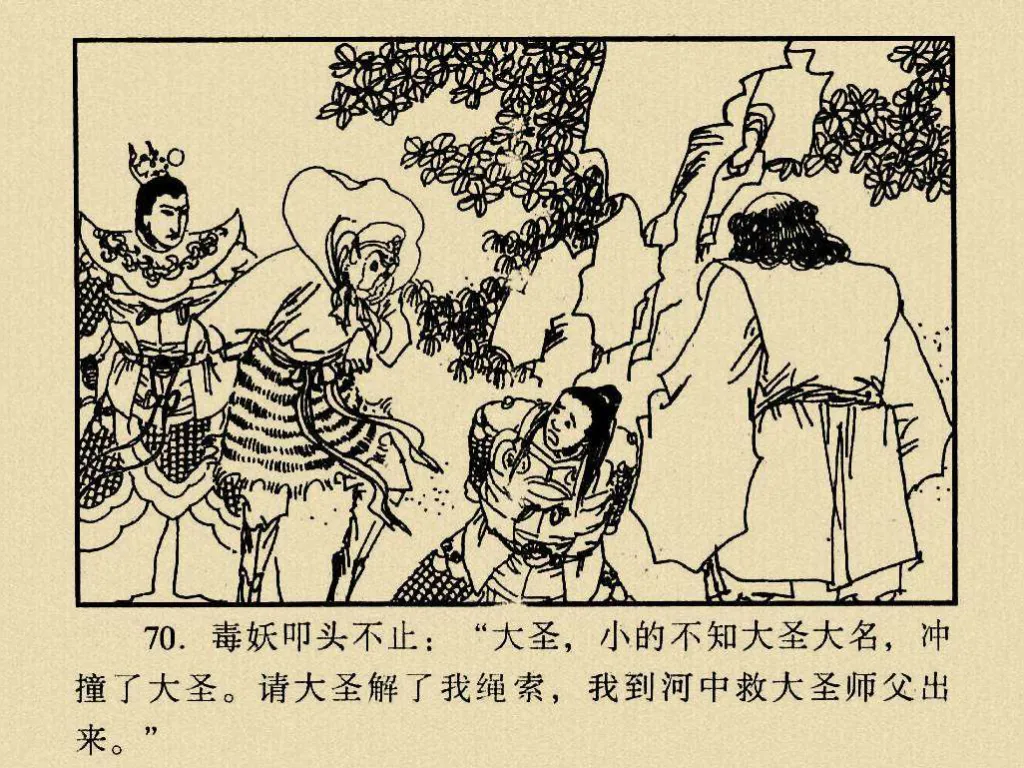 70. 毒妖叩头不止：“大圣，小的不知大圣大名，冲
撞了大圣。请大圣解了我绳索，我到河中救大圣师父出
来。”